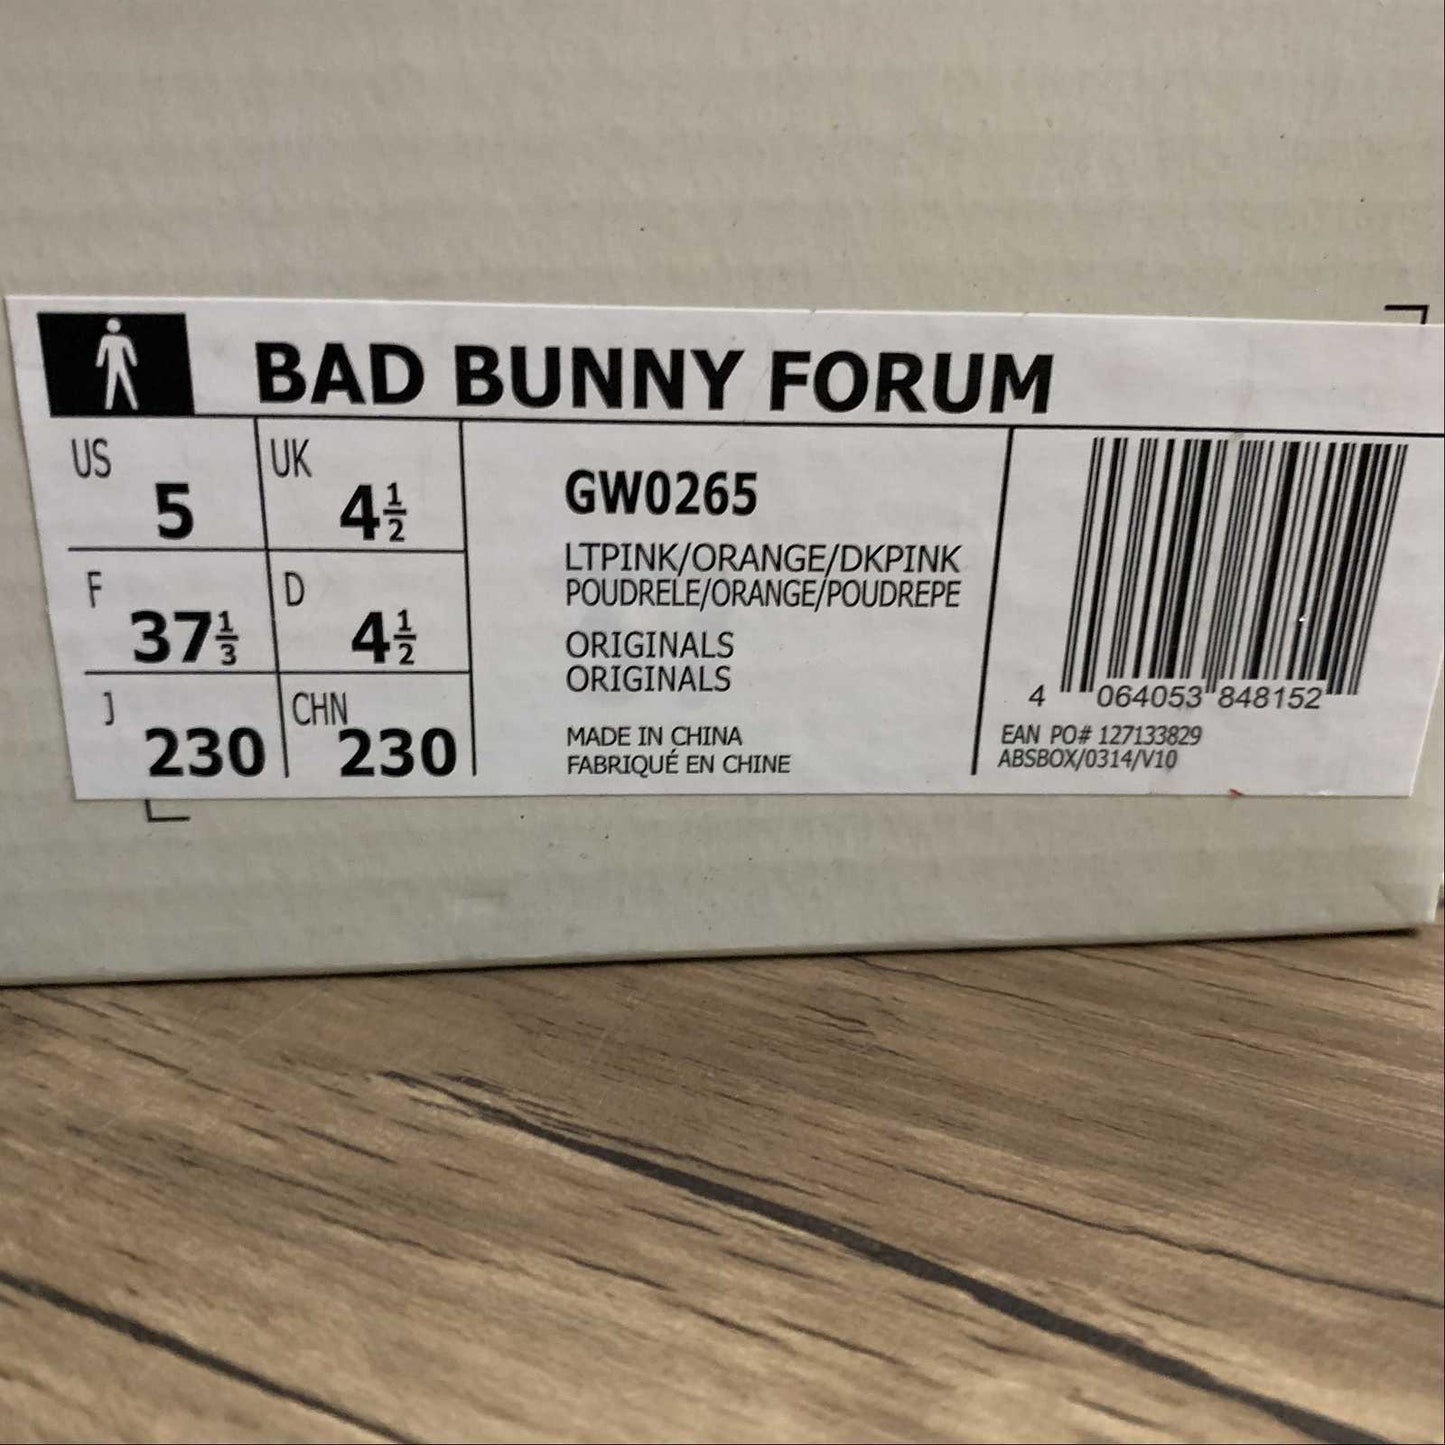 BAD BUNNY FORUM
US 5 UK 4½
F 37⅓ D 4½
J 230 CHN 230
GW0265
LTPINK/ORANGE/DKPINK
POUDRELE/ORANGE/POUDREPE
ORIGINALS
ORIGINALS
MADE IN CHINA
FABRIQUÉ EN CHINE
4 064053 848152
EAN PO# 127133829
ABSBOX/0314/V10